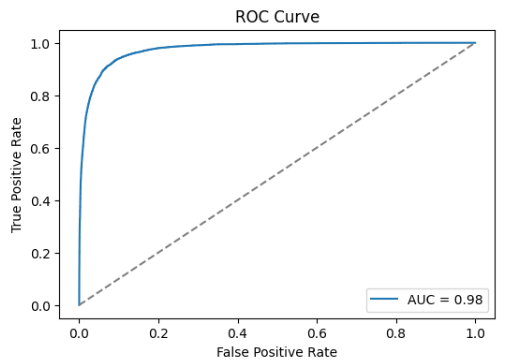 ROC Curve
True Positive Rate
1.0
0.8
0.6
0.4
0.2
0.0
AUC = 0.98
0.0 0.2 0.4 0.6 0.8 1.0
False Positive Rate